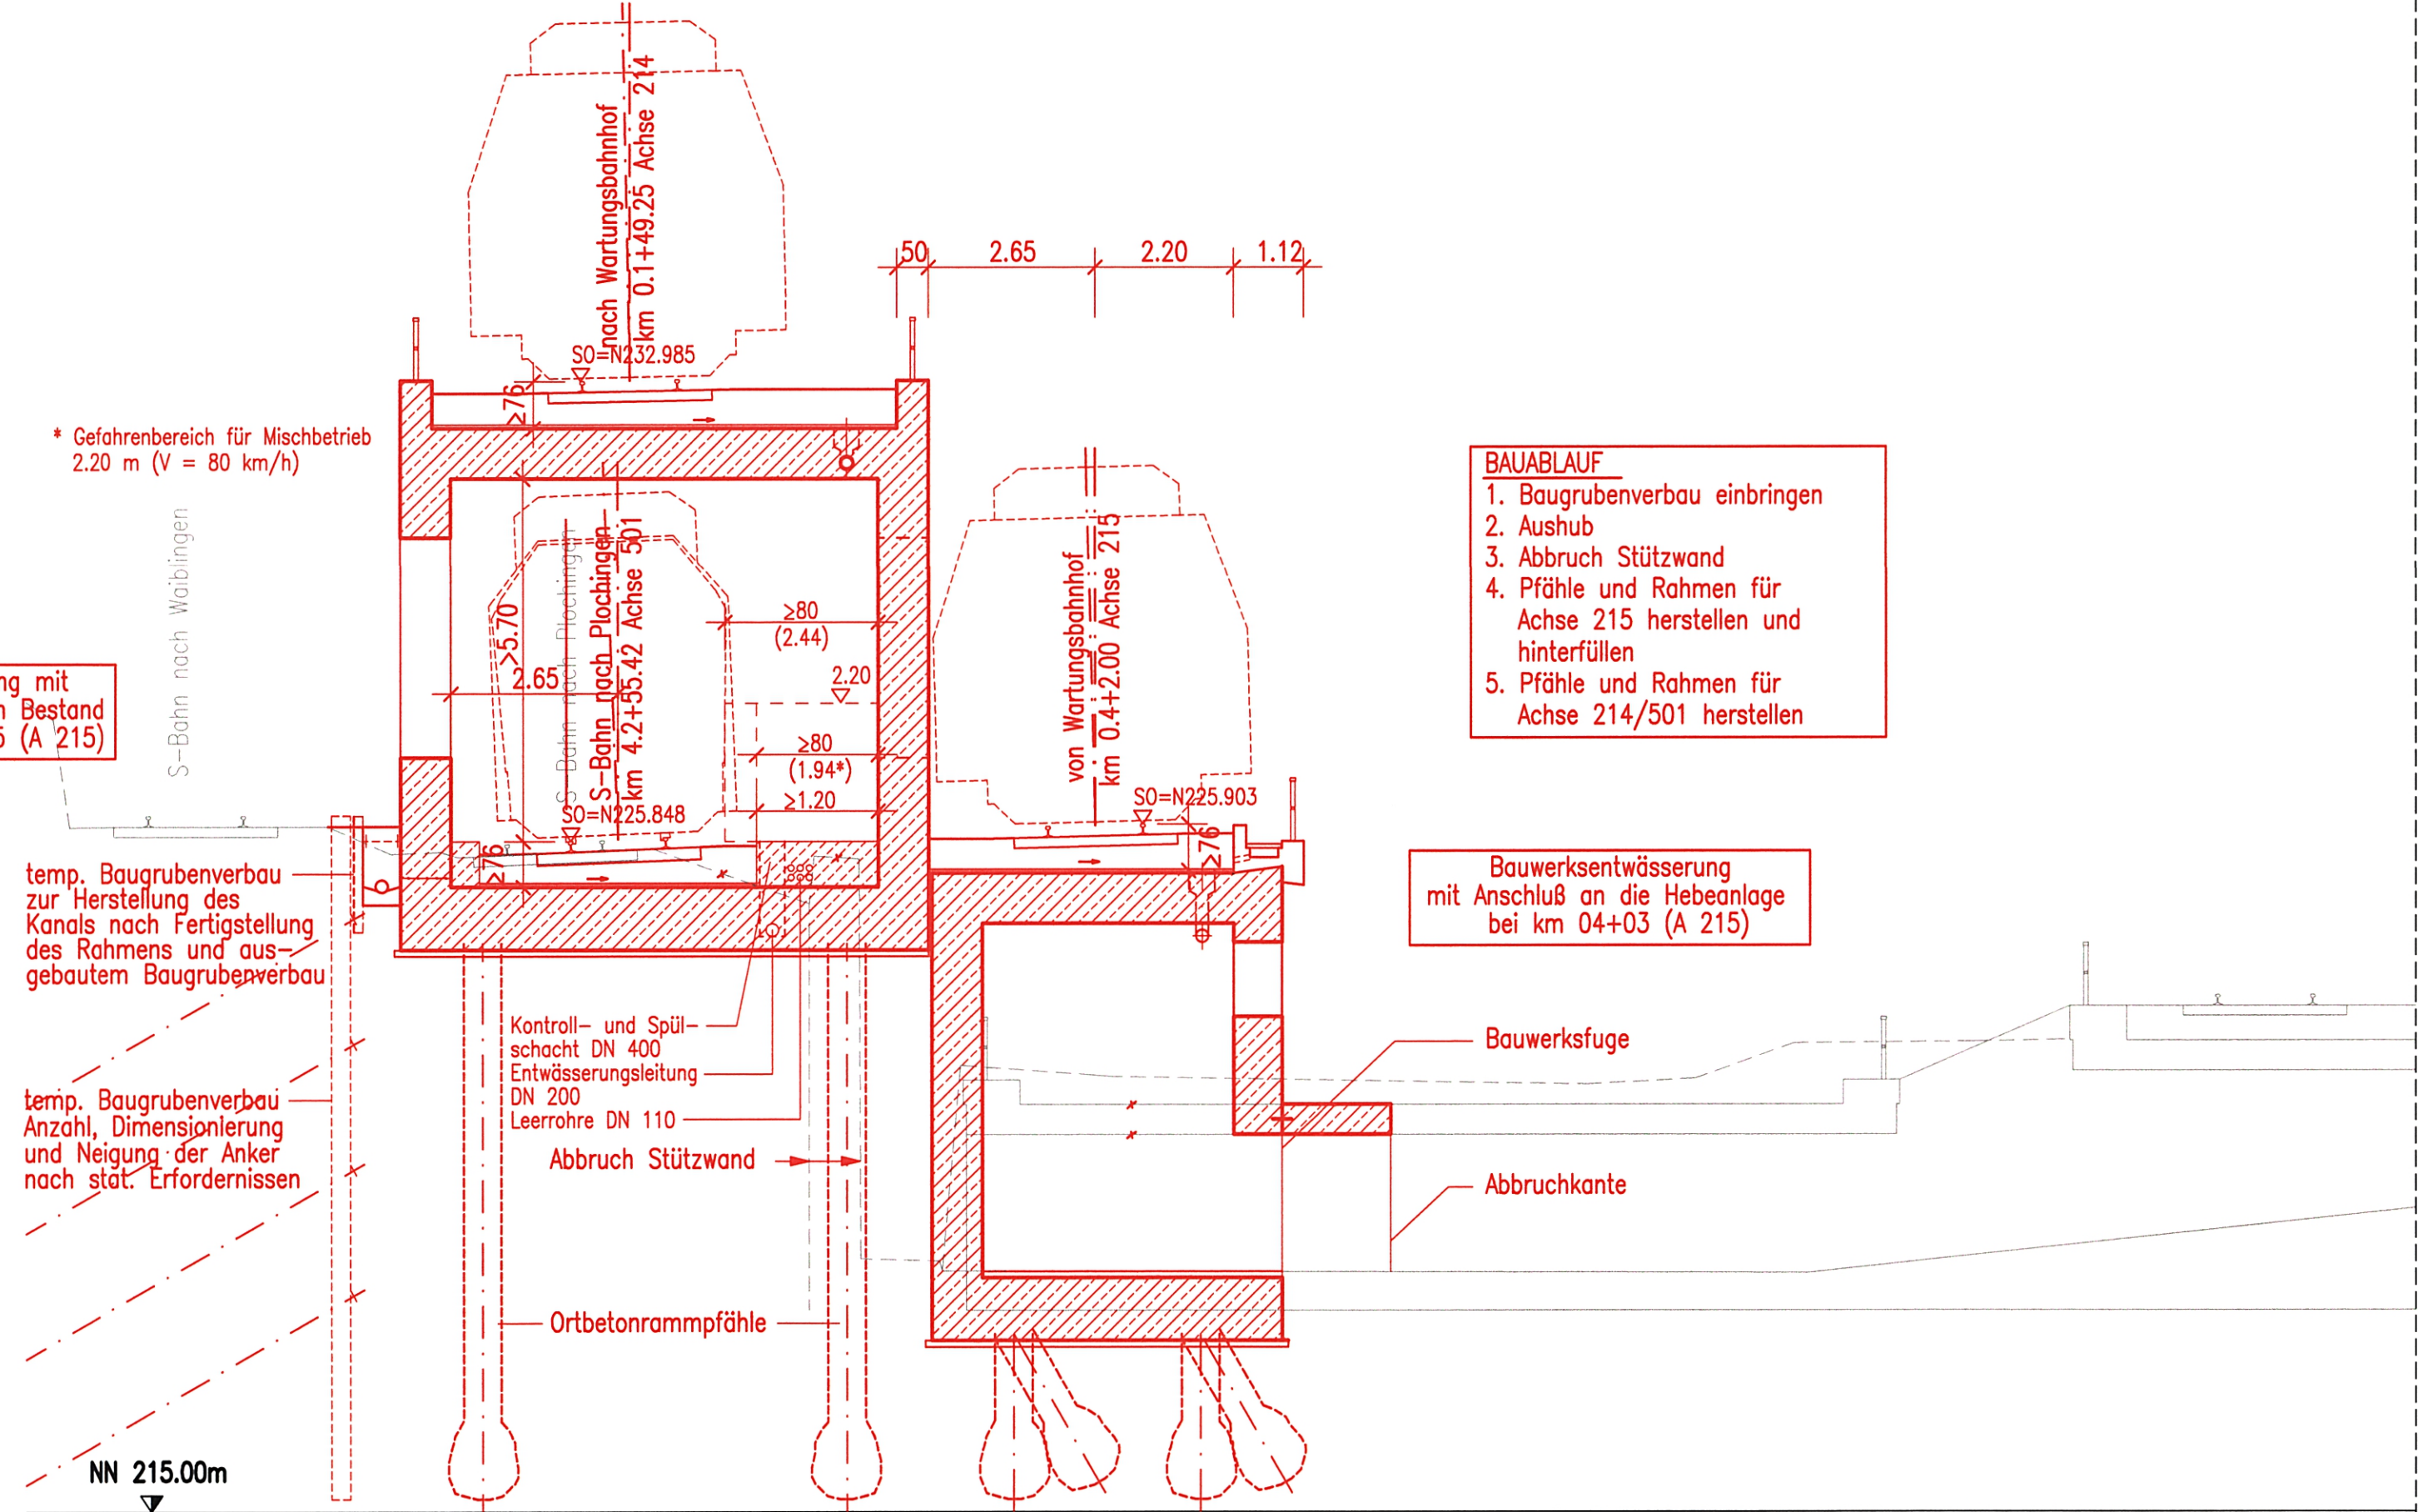 nach Wartungsbahnhof
km 0.1+49.25 Achse 214
50 2.65 2.20 1.12
SO=N232.985
≥76
* Gefahrenbereich für Mischbetrieb
2.20 m (V = 80 km/h)
S-Bahn nach Waiblingen
mit
Bestand
(A 215)
>5.70
2.65
S-Bahn nach Plochingen
S-Bahn nach Plochingen
km 4.2+55.42 Achse 501
≥80
(2.44)
2.20
≥80
(1.94*)
≥1.20
SO=N225.848
≥76
von Wartungsbahnhof
km 0.4+2.00 Achse 215
SO=N225.903
≥76
BAUABLAUF
1. Baugrubenverbau einbringen
2. Aushub
3. Abbruch Stützwand
4. Pfähle und Rahmen für
Achse 215 herstellen und
hinterfüllen
5. Pfähle und Rahmen für
Achse 214/501 herstellen
Bauwerksentwässerung
mit Anschluß an die Hebeanlage
bei km 04+03 (A 215)
temp. Baugrubenverbau
zur Herstellung des
Kanals nach Fertigstellung
des Rahmens und aus-
gebautem Baugrubenverbau
Kontroll- und Spül-
schacht DN 400
Entwässerungsleitung
DN 200
Leerrohre DN 110
Abbruch Stützwand
temp. Baugrubenverbau
Anzahl, Dimensionierung
und Neigung der Anker
nach stat. Erfordernissen
Bauwerksfuge
Abbruchkante
Ortbetonrammpfähle
NN 215.00m